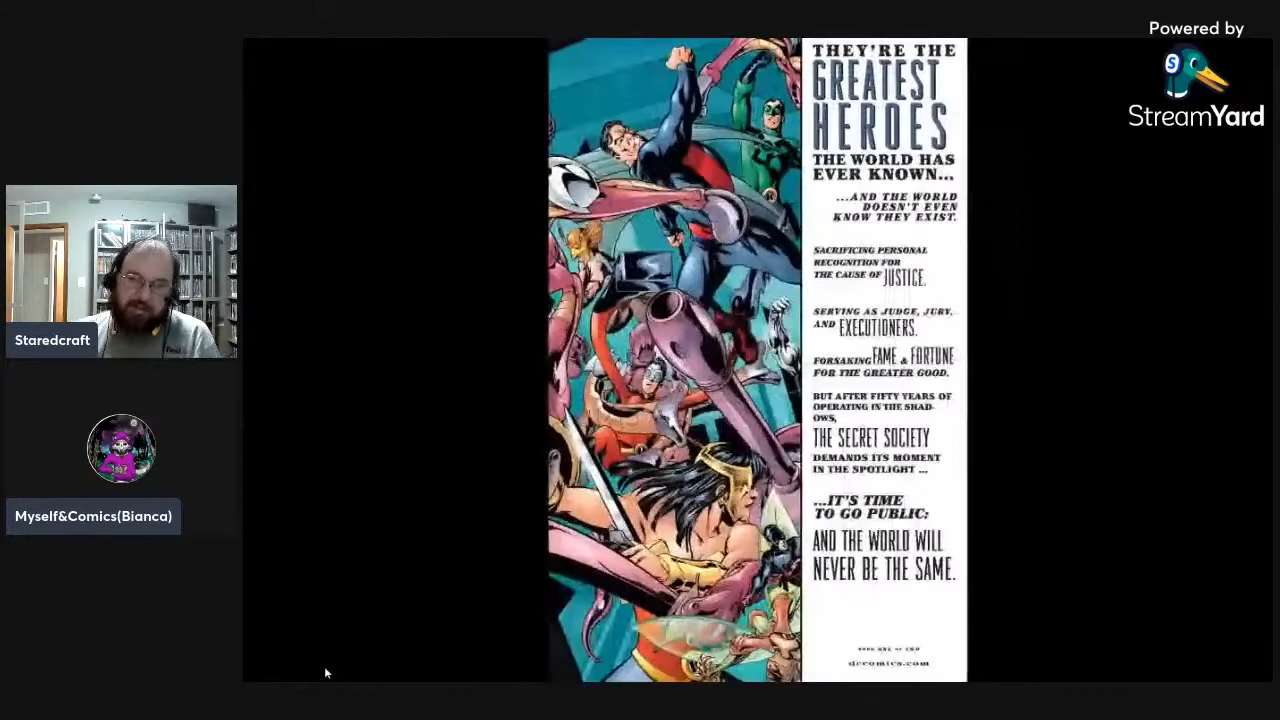 Powered by
StreamYard
THEY'RE THE
GREATEST
HEROES
THE WORLD HAS
EVER KNOWN...
...AND THE WORLD
DOESN'T EVEN
KNOW THEY EXIST.
SACRIFICING PERSONAL
RECOGNITION FOR
THE CAUSE OF JUSTICE.
SERVING AS JUDGE, JURY,
AND EXECUTIONERS.
FORSAKING FAME & FORTUNE
FOR THE GREATER GOOD.
BUT AFTER FIFTY YEARS OF
OPERATING IN THE SHAD-
OWS,
THE SECRET SOCIETY
DEMANDS ITS MOMENT
IN THE SPOTLIGHT ...
...IT'S TIME
TO GO PUBLIC:
AND THE WORLD WILL
NEVER BE THE SAME.
BOOK ONE OF TWO
dccomics.com
Staredcraft
Myself&Comics(Bianca)